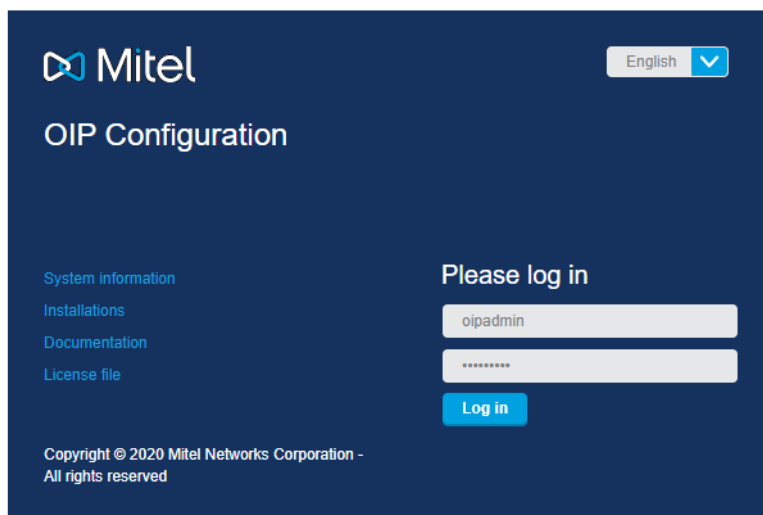 Mitel
English
OIP Configuration
System information
Installations
Documentation
License file
Please log in
oipadmin
•••••••••
Log in
Copyright © 2020 Mitel Networks Corporation -
All rights reserved